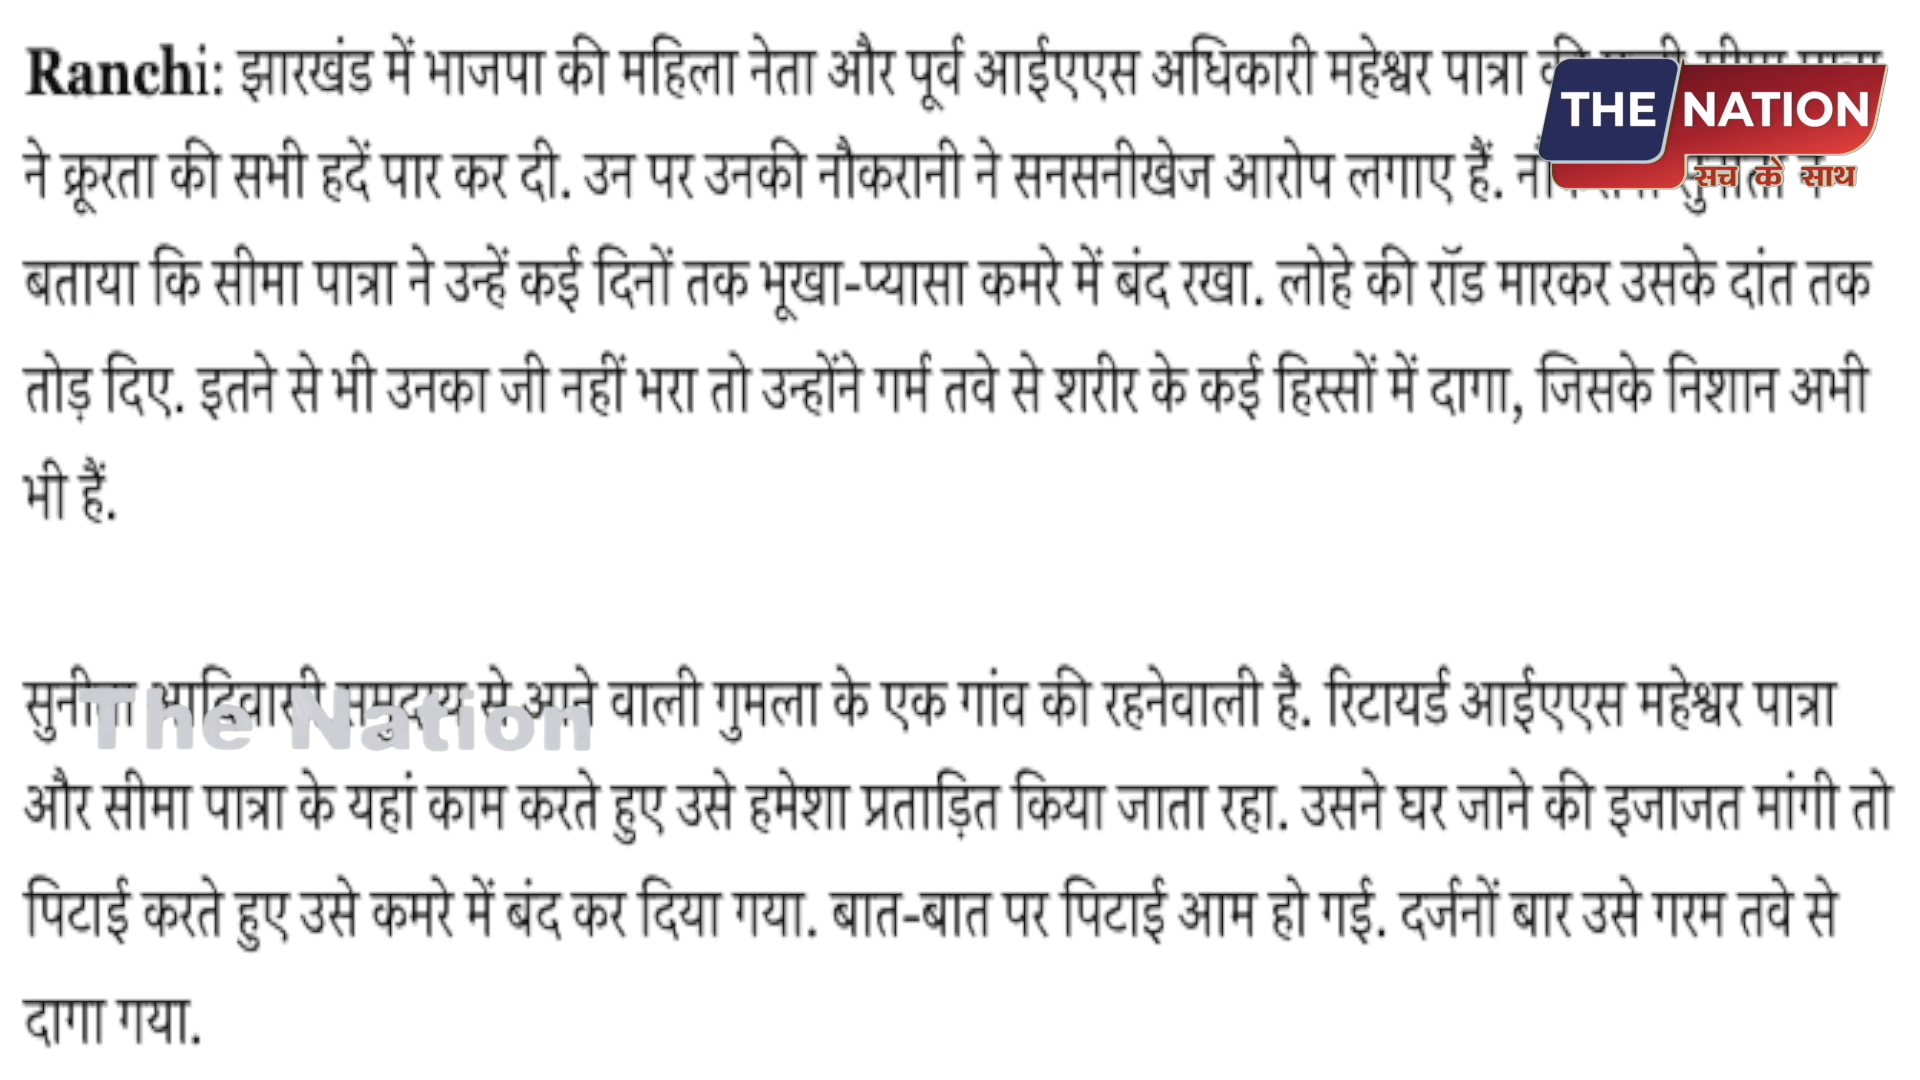 Ranchi: झारखंड में भाजपा की महिला नेता और पूर्व आईएएस अधिकारी महेश्वर पात्रा
THE NATION
ने क्रूरता की सभी हदें पार कर दी. उन पर उनकी नौकरानी ने सनसनीखेज आरोप लगाए हैं.
सच के साथ
बताया कि सीमा पात्रा ने उन्हें कई दिनों तक भूखा-प्यासा कमरे में बंद रखा. लोहे की रॉड मारकर उसके दांत तक
तोड़ दिए. इतने से भी उनका जी नहीं भरा तो उन्होंने गर्म तवे से शरीर के कई हिस्सों में दागा, जिसके निशान अभी
भी हैं.
सुनीता आदिवासी समुदाय से आने वाली गुमला के एक गांव की रहनेवाली है. रिटायर्ड आईएएस महेश्वर पात्रा
The Nation
और सीमा पात्रा के यहां काम करते हुए उसे हमेशा प्रताड़ित किया जाता रहा. उसने घर जाने की इजाजत मांगी तो
पिटाई करते हुए उसे कमरे में बंद कर दिया गया. बात-बात पर पिटाई आम हो गई. दर्जनों बार उसे गरम तवे से
दागा गया.